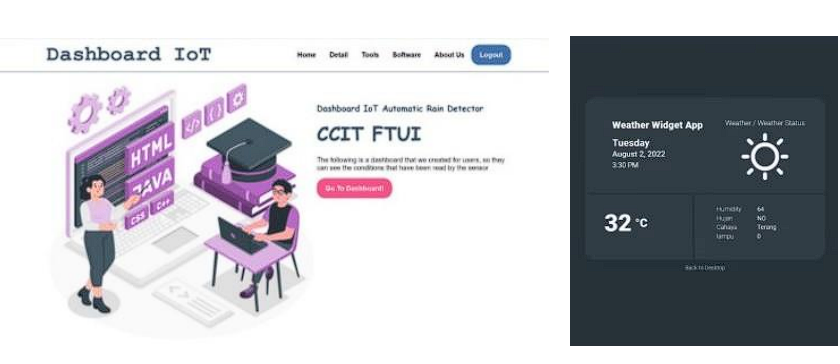 Dashboard IoT
Home Detail Tools Software About Us Logout
Dashboard IoT Automatic Rain Detector
CCIT FTUI
The following is a dashboard that we created for users, so they
can see the conditions that have been read by the sensor
Go To Dashboard!
HTML
JAVA
CSS C++
</>
{ }
</>
Weather Widget App
Weather / Weather Status
Tuesday
August 2, 2022
3:30 PM
32 °C
Humidity 64
Hujan NO
Cahaya Terang
lampu 0
Back to Desktop